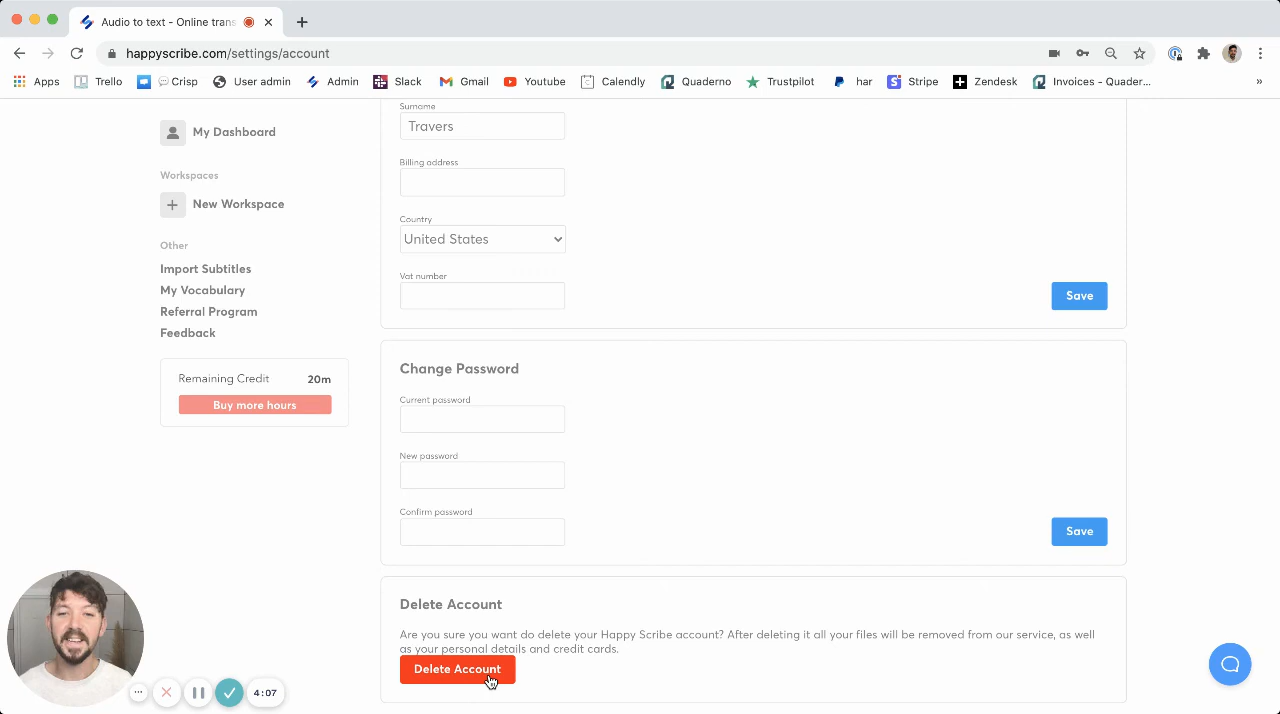 Audio to text - Online trans
happyscribe.com/settings/account
Apps
Trello
Crisp
User admin
Admin
Slack
Gmail
Youtube
Calendly
Quaderno
Trustpilot
har
Stripe
Zendesk
Invoices - Quader...
»
My Dashboard
Workspaces
+ New Workspace
Other
Import Subtitles
My Vocabulary
Referral Program
Feedback
Remaining Credit 20m
Buy more hours
Surname
Travers
Billing address
Country
United States
Vat number
Save
Change Password
Current password
New password
Confirm password
Save
Delete Account
Are you sure you want do delete your Happy Scribe account? After deleting it all your files will be removed from our service, as well
as your personal details and credit cards.
Delete Account
4:07